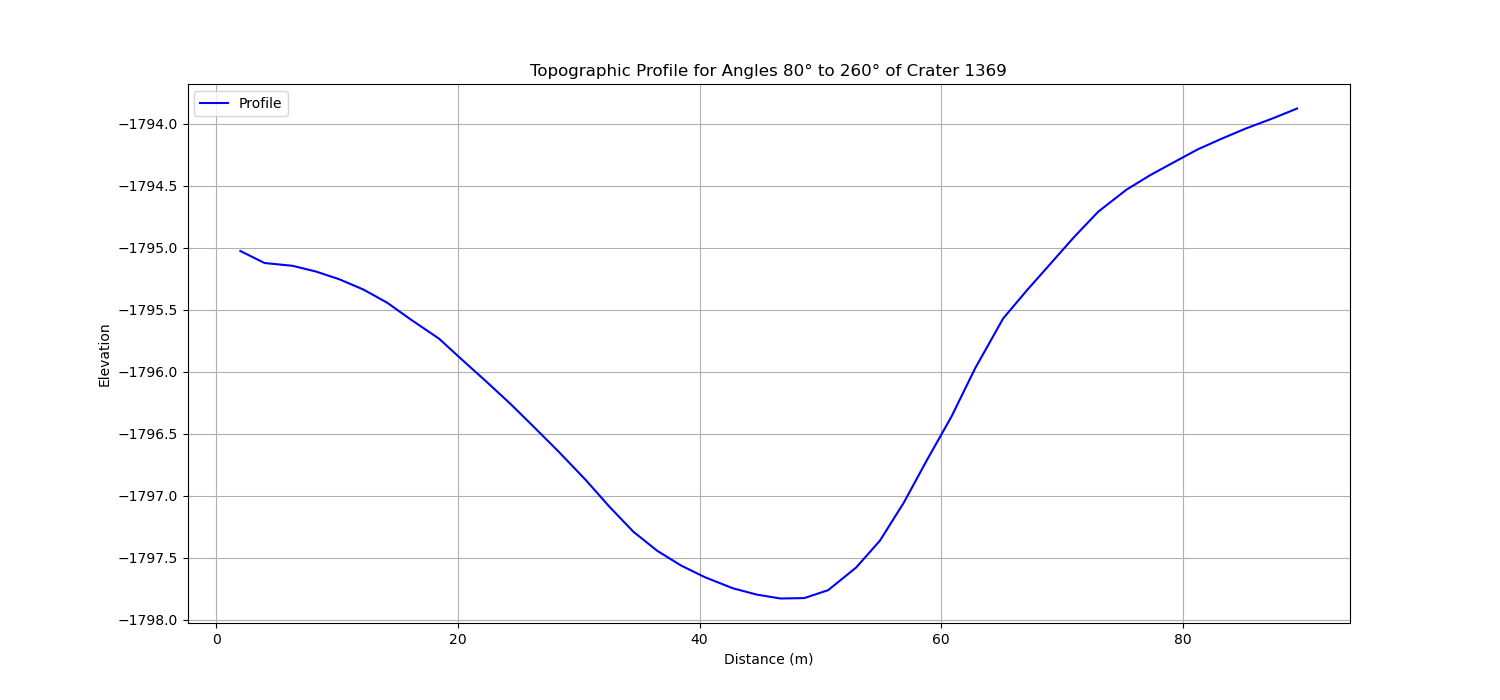 Topographic Profile for Angles 80° to 260° of Crater 1369
Profile
−1794.0
−1794.5
−1795.0
−1795.5
−1796.0
−1796.5
−1797.0
−1797.5
−1798.0
Elevation
0 20 40 60 80
Distance (m)